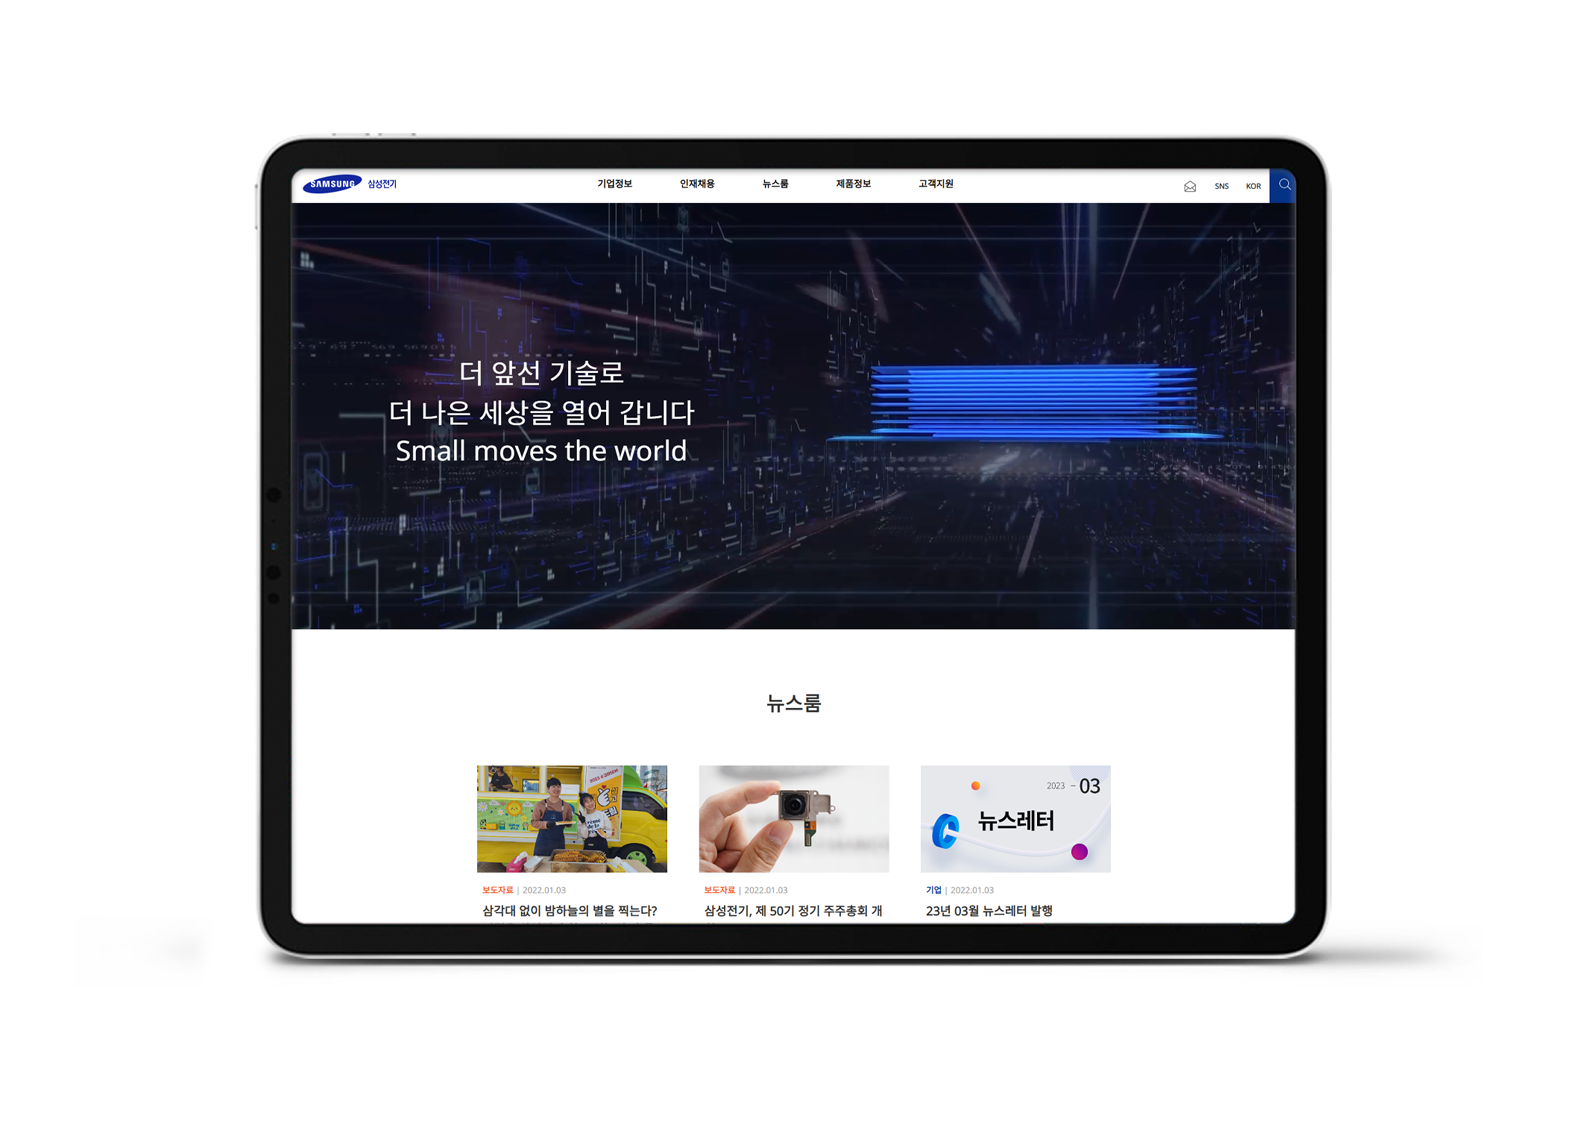 SAMSUNG 삼성전기
기업정보 인재채용 뉴스룸 제품정보 고객지원
SNS KOR
더 앞선 기술로
더 나은 세상을 열어 갑니다
Small moves the world
뉴스룸
2023 – 03
뉴스레터
보도자료 | 2022.01.03
삼각대 없이 밤하늘의 별을 찍는다?
보도자료 | 2022.01.03
삼성전기, 제 50기 정기 주주총회 개
기업 | 2022.01.03
23년 03월 뉴스레터 발행